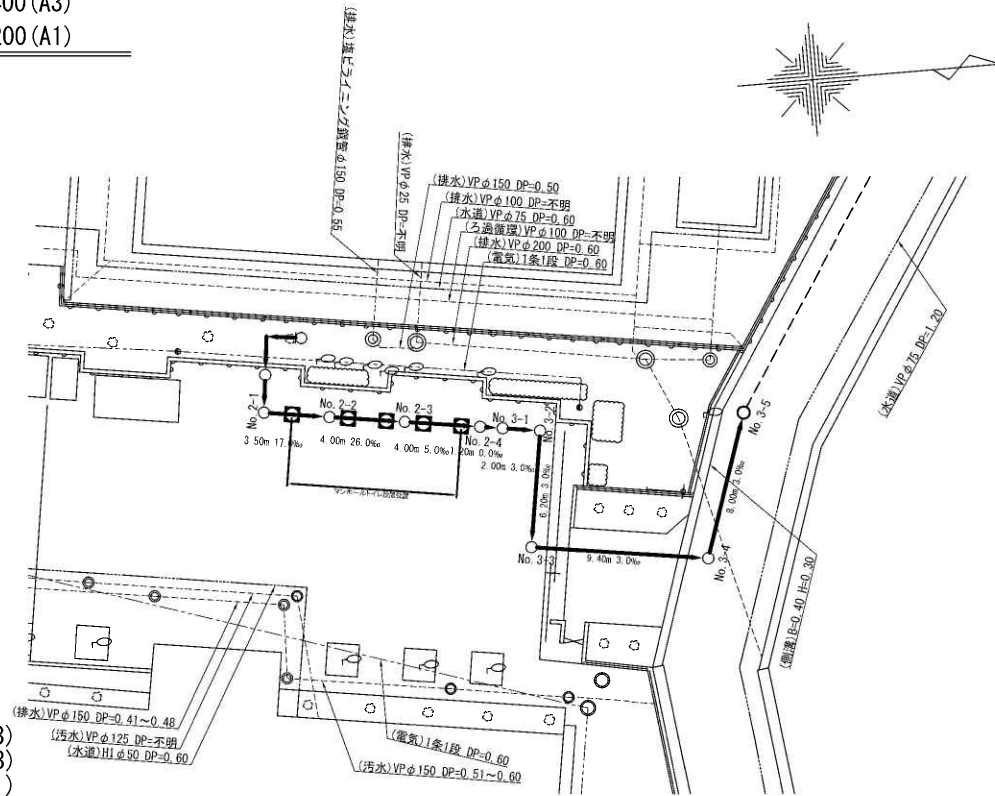 00(A3)
200(A1)
(排水)塩ビライニング鋼管φ150 DP=0.55
(排水)VPφ25 DP=不明
(排水)VPφ150 DP=0.50
(排水)VPφ100 DP=不明
(水道)VPφ75 DP=0.60
(ろ過循環)VPφ100 DP=不明
(排水)VPφ200 DP=0.60
(電気)1条1段 DP=0.60
(水道)VPφ75 DP=1.20
No. 2-1
No. 2-2
No. 2-3
No. 2-4
No. 3-1
No. 3-2
No. 3-5
3.50m 17.0‰
4.00m 26.0‰
4.00m 5.0‰
1.20m 0.0‰
2.00m 3.0‰
6.20m 3.0‰
8.00m 3.0‰
マンホールトイレ設置位置
No. 3-3
9.40m 3.0‰
No. 3-4
(側溝)B=0.40 H=0.30
(排水)VPφ150 DP=0.41~0.48
(汚水)VPφ125 DP=不明
(水道)HIφ50 DP=0.60
(電気)1条1段 DP=0.60
(汚水)VPφ150 DP=0.51~0.60
)